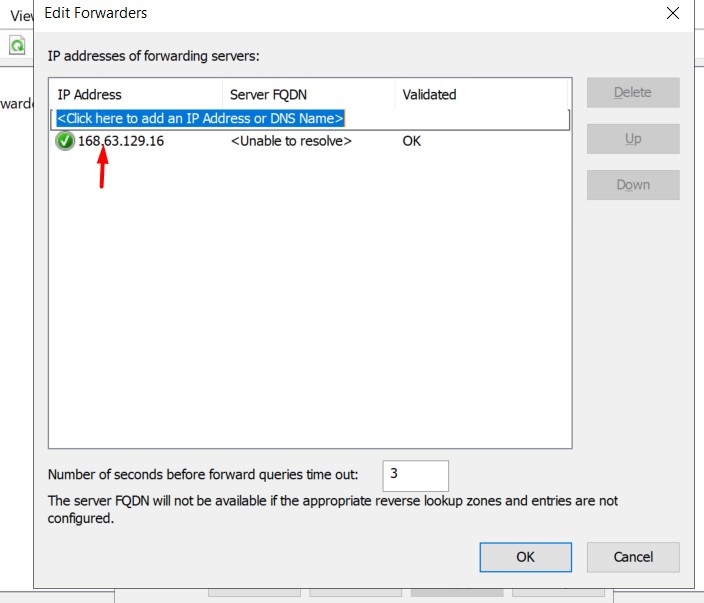 View
Edit Forwarders
IP addresses of forwarding servers:
IP Address Server FQDN Validated
Delete
<Click here to add an IP Address or DNS Name>
168.63.129.16 <Unable to resolve> OK
Up
Down
Number of seconds before forward queries time out: 3
The server FQDN will not be available if the appropriate reverse lookup zones and entries are not
configured.
OK Cancel